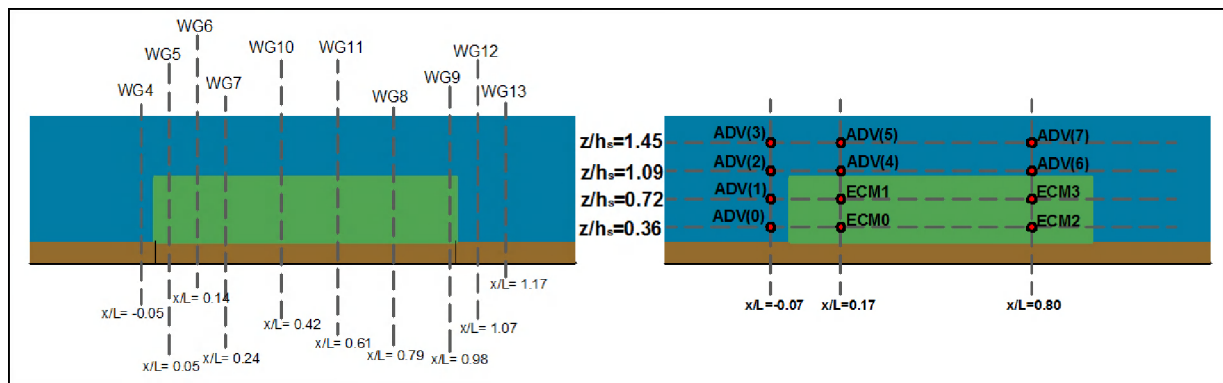 WG6
WG5
WG10
WG11
WG12
WG4
WG7
WG8
WG9
WG13
x/L= -0.05
x/L= 0.14
x/L= 0.05
x/L= 0.24
x/L= 0.42
x/L= 0.61
x/L= 0.79
x/L= 0.98
x/L= 1.07
x/L= 1.17
z/hs=1.45
z/hs=1.09
z/hs=0.72
z/hs=0.36
ADV(3)
ADV(5)
ADV(7)
ADV(2)
ADV(4)
ADV(6)
ADV(1)
ECM1
ECM3
ADV(0)
ECM0
ECM2
x/L=-0.07
x/L=0.17
x/L=0.80